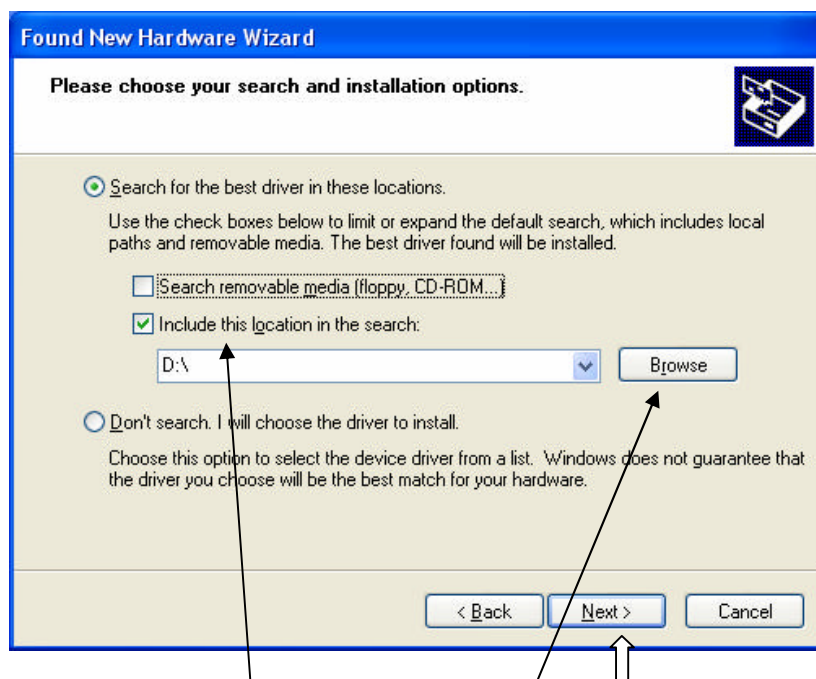 Found New Hardware Wizard
Please choose your search and installation options.
Search for the best driver in these locations.
Use the check boxes below to limit or expand the default search, which includes local
paths and removable media. The best driver found will be installed.
Search removable media (floppy, CD-ROM...)
Include this location in the search:
D:\
Browse
Don't search. I will choose the driver to install.
Choose this option to select the device driver from a list. Windows does not guarantee that
the driver you choose will be the best match for your hardware.
< Back Next > Cancel